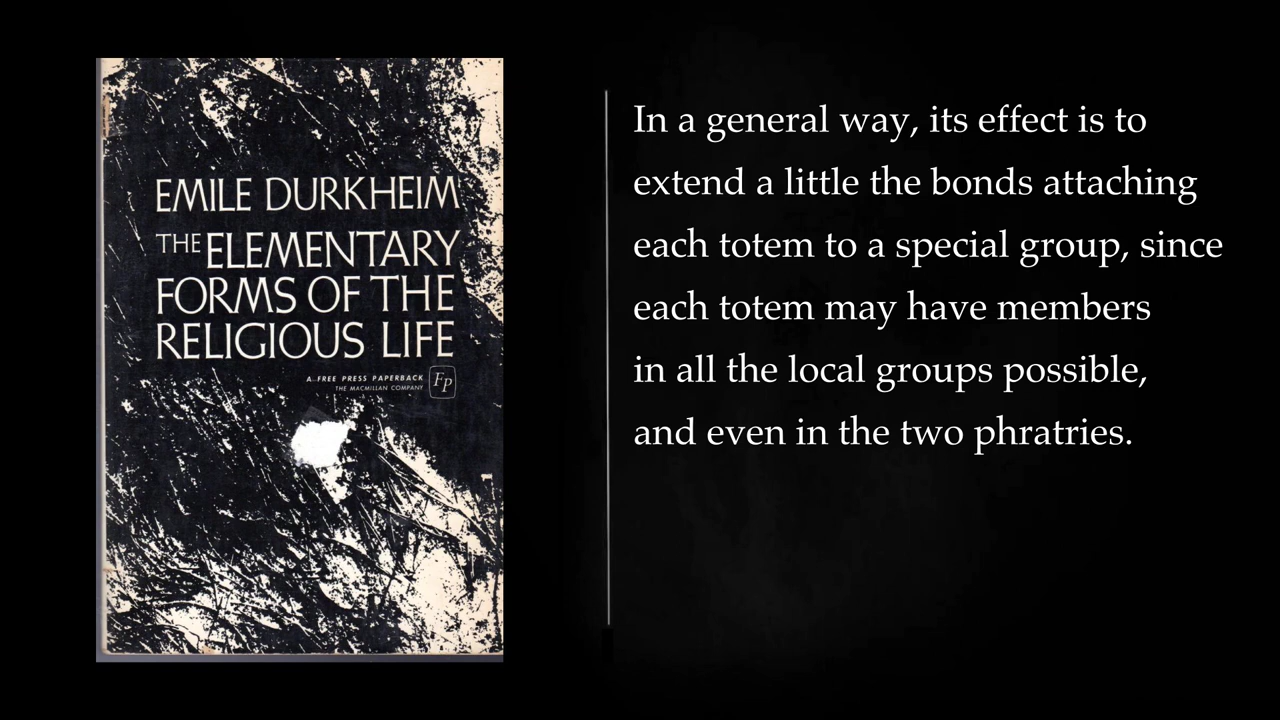 EMILE DURKHEIM
THE ELEMENTARY
FORMS OF THE
RELIGIOUS LIFE
A FREE PRESS PAPERBACK
THE MACMILLAN COMPANY
Fp
In a general way, its effect is to
extend a little the bonds attaching
each totem to a special group, since
each totem may have members
in all the local groups possible,
and even in the two phratries.